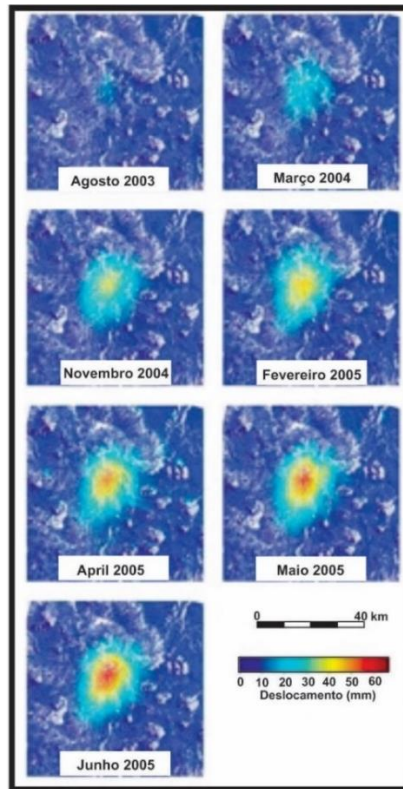 Agosto 2003
Março 2004
Novembro 2004
Fevereiro 2005
April 2005
Maio 2005
0 40 km
0 10 20 30 40 50 60
Deslocamento (mm)
Junho 2005